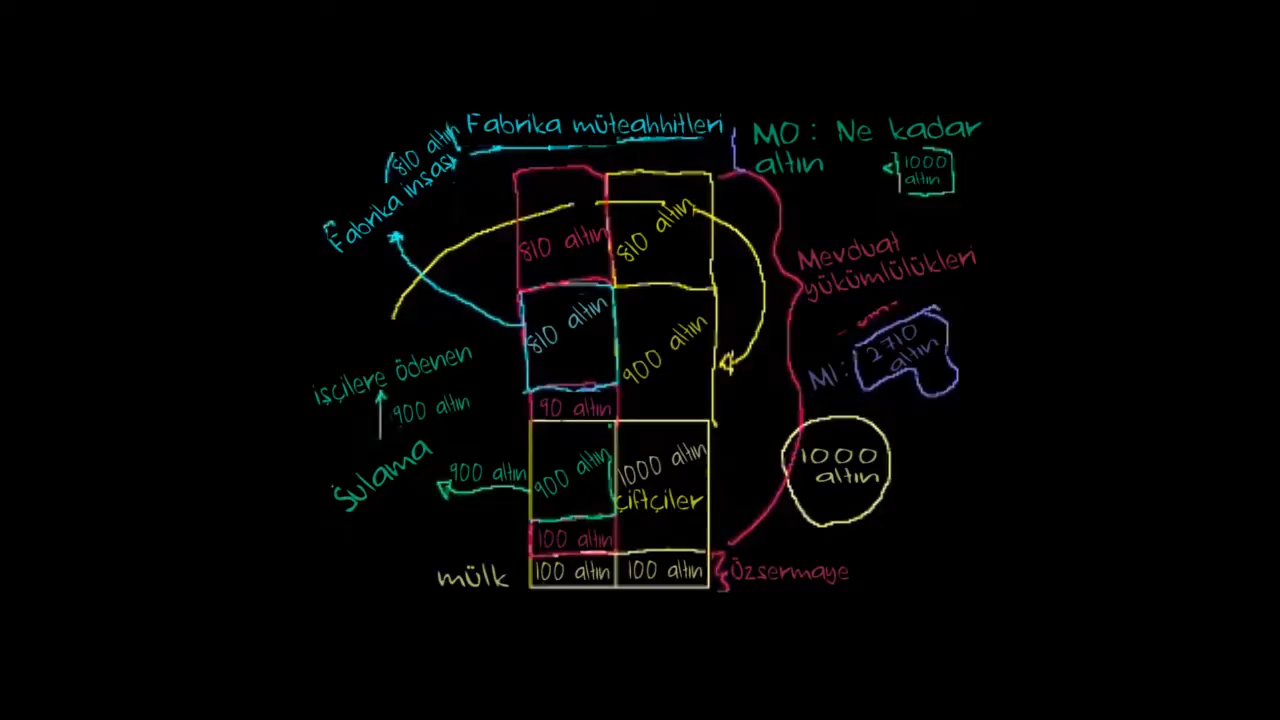 Fabrika müteahhitleri
810 altın
Fabrika inşası
M0 : Ne kadar
altın
1000
altın
810 altın
810 altın
Mevduat
yükümlülükleri
810 altın
900 altın
M1:
2710
altın
işçilere ödenen
900 altın
90 altın
Sulama
900 altın
900 altın
1000 altın
çiftçiler
1000
altın
100 altın
mülk
100 altın
100 altın
Özsermaye